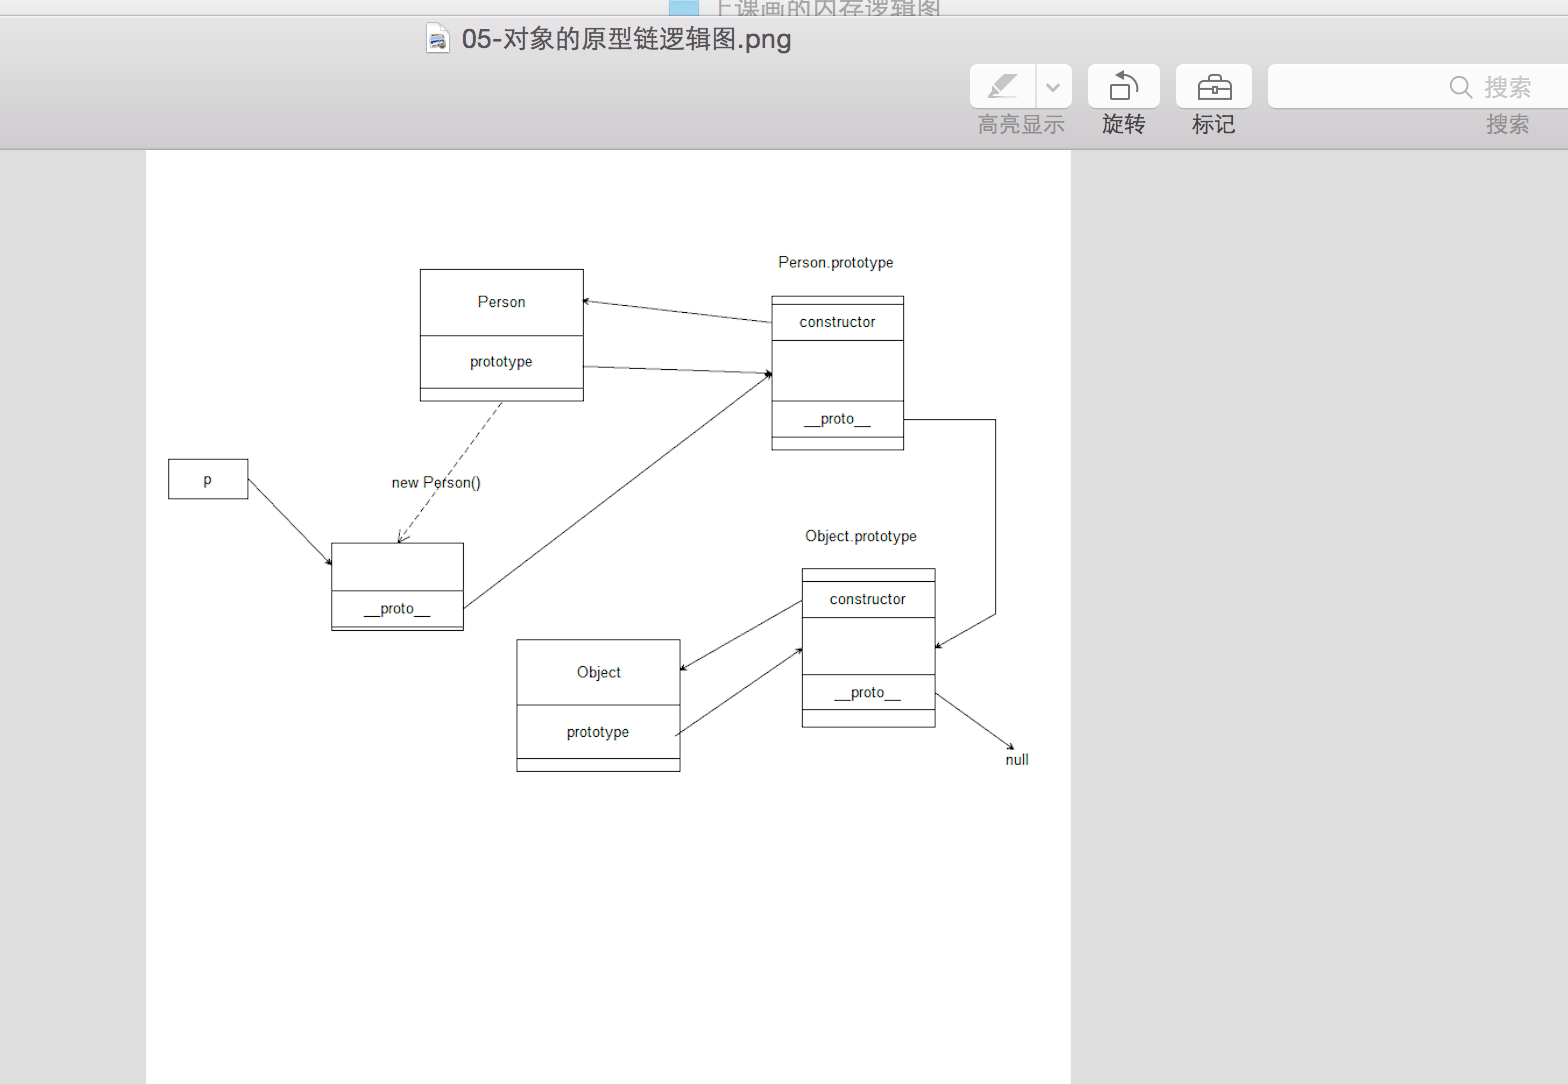 上课画的内存逻辑图
05-对象的原型链逻辑图.png
搜索
高亮显示
旋转
标记
搜索
Person.prototype
Person
constructor
prototype
__proto__
p
new Person()
Object.prototype
constructor
__proto__
Object
__proto__
prototype
null